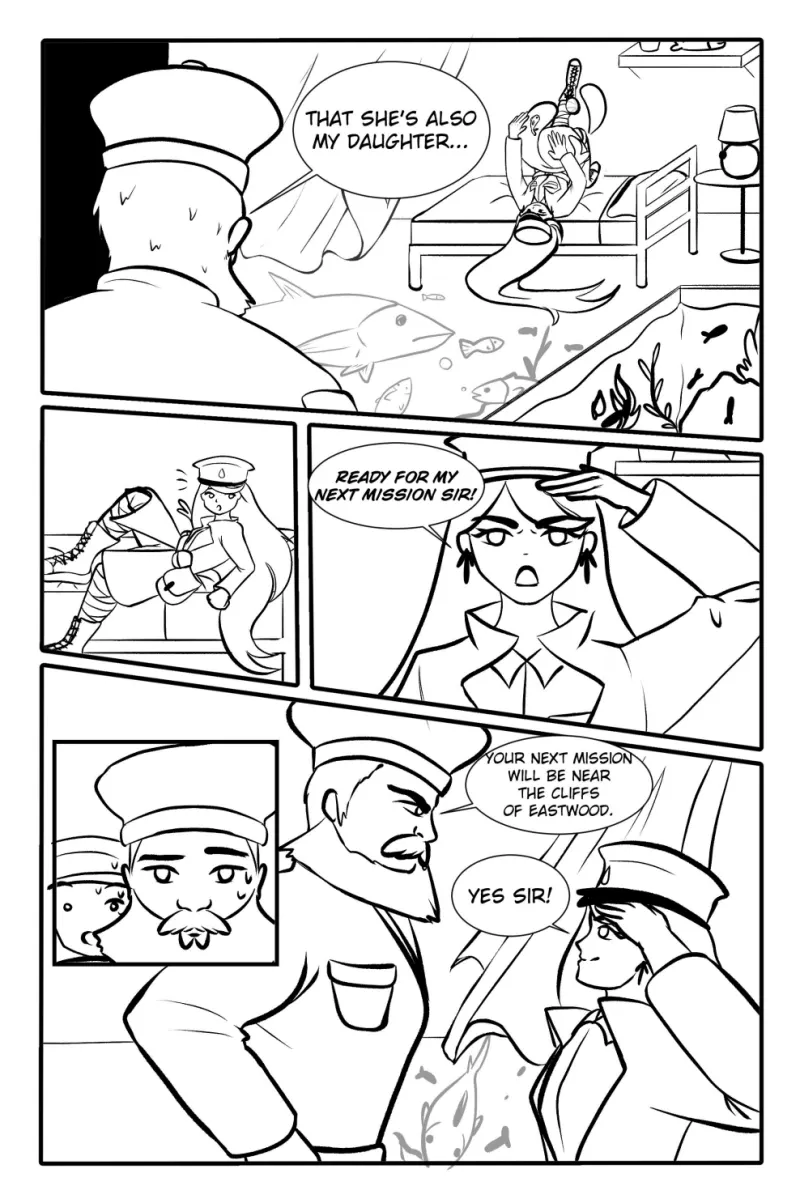 THAT SHE'S ALSO
MY DAUGHTER...
READY FOR MY
NEXT MISSION SIR!
YOUR NEXT MISSION
WILL BE NEAR
THE CLIFFS
OF EASTWOOD.
YES SIR!